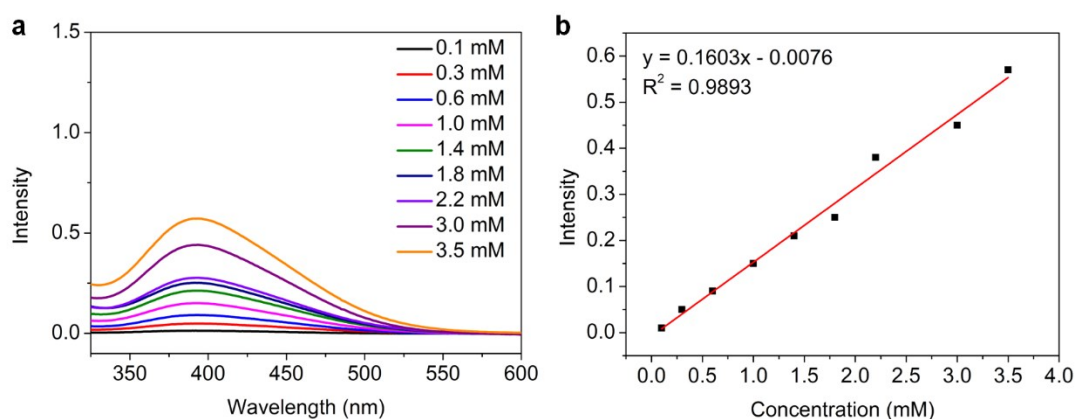 a
1.5
1.0
0.5
0.0
Intensity
350 400 450 500 550 600
Wavelength (nm)
0.1 mM
0.3 mM
0.6 mM
1.0 mM
1.4 mM
1.8 mM
2.2 mM
3.0 mM
3.5 mM
b
y = 0.1603x - 0.0076
R² = 0.9893
0.6
0.5
0.4
0.3
0.2
0.1
0.0
Intensity
0.0 0.5 1.0 1.5 2.0 2.5 3.0 3.5 4.0
Concentration (mM)